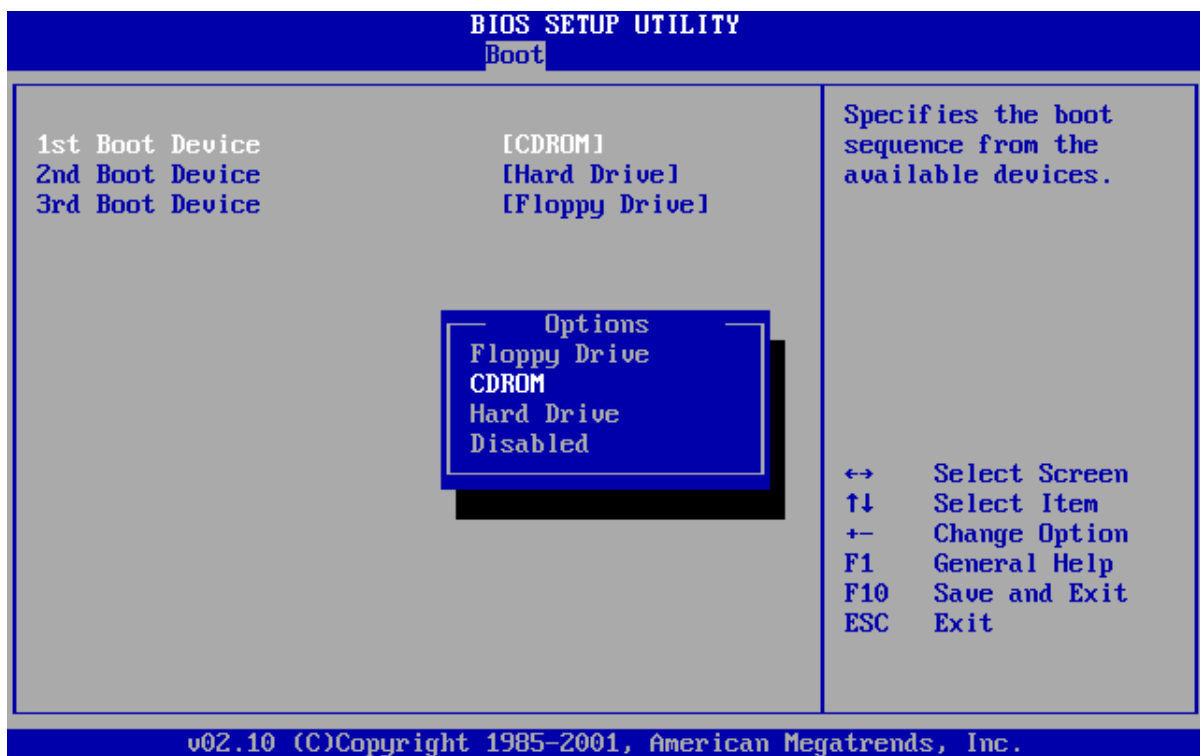 BIOS SETUP UTILITY
Boot
1st Boot Device [CDROM]
2nd Boot Device [Hard Drive]
3rd Boot Device [Floppy Drive]
Options
Floppy Drive
CDROM
Hard Drive
Disabled
Specifies the boot
sequence from the
available devices.
←→ Select Screen
↑↓ Select Item
+- Change Option
F1 General Help
F10 Save and Exit
ESC Exit
v02.10 (C)Copyright 1985-2001, American Megatrends, Inc.